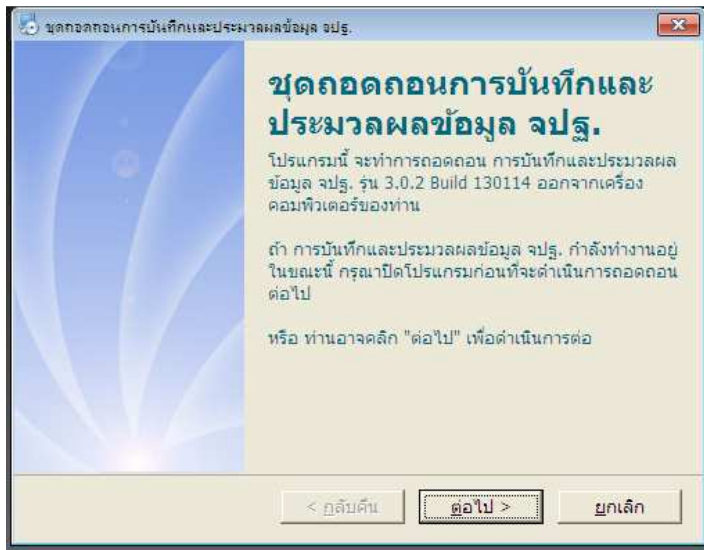 ชุดถอดถอนการบันทึกและประมวลผลข้อมูล จปฐ.
ชุดถอดถอนการบันทึกและ
ประมวลผลข้อมูล จปฐ.
โปรแกรมนี้ จะทำการถอดถอน การบันทึกและประมวลผล
ข้อมูล จปฐ. รุ่น 3.0.2 Build 130114 ออกจากเครื่อง
คอมพิวเตอร์ของท่าน
ถ้า การบันทึกและประมวลผลข้อมูล จปฐ. กำลังทำงานอยู่
ในขณะนี้ กรุณาปิดโปรแกรมก่อนที่จะดำเนินการถอดถอน
ต่อไป
หรือ ท่านอาจคลิก "ต่อไป" เพื่อดำเนินการต่อ
< กลับคืน
ต่อไป >
ยกเลิก